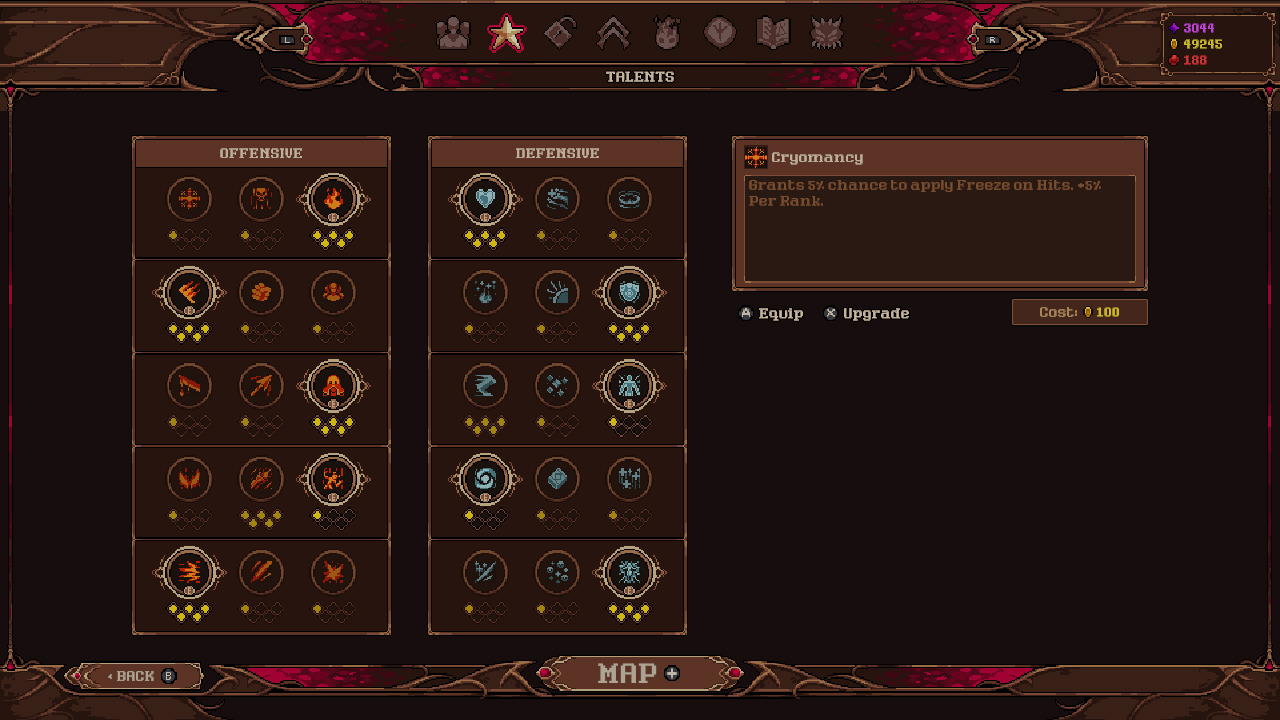 L
R
3044
49245
188
TALENTS
OFFENSIVE
DEFENSIVE
Cryomancy
Grants 5% chance to apply Freeze on Hits. +5%
Per Rank.
A Equip X Upgrade
Cost: 100
BACK B
MAP +